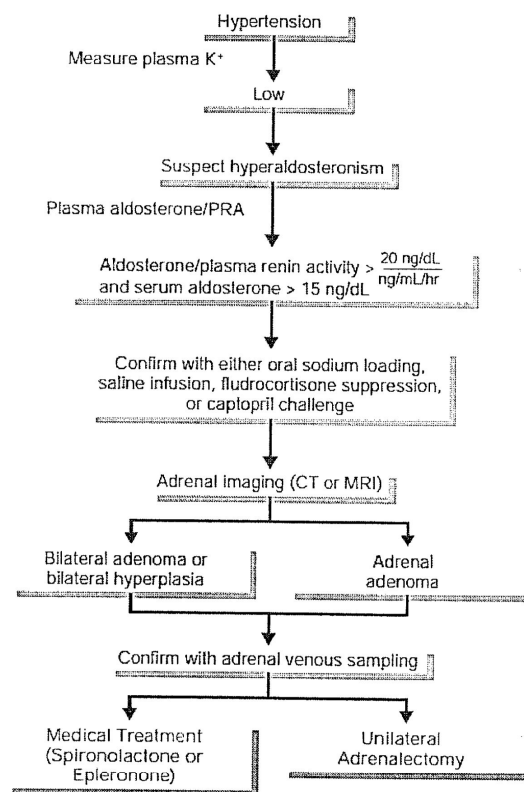 Hypertension
Measure plasma K⁺
Low
Suspect hyperaldosteronism
Plasma aldosterone/PRA
Aldosterone/plasma renin activity > 20 ng/dL
ng/mL/hr
and serum aldosterone > 15 ng/dL
Confirm with either oral sodium loading,
saline infusion, fludrocortisone suppression,
or captopril challenge
Adrenal imaging (CT or MRI)
Bilateral adenoma or
bilateral hyperplasia
Adrenal
adenoma
Confirm with adrenal venous sampling
Medical Treatment
(Spironolactone or
Epleronone)
Unilateral
Adrenalectomy